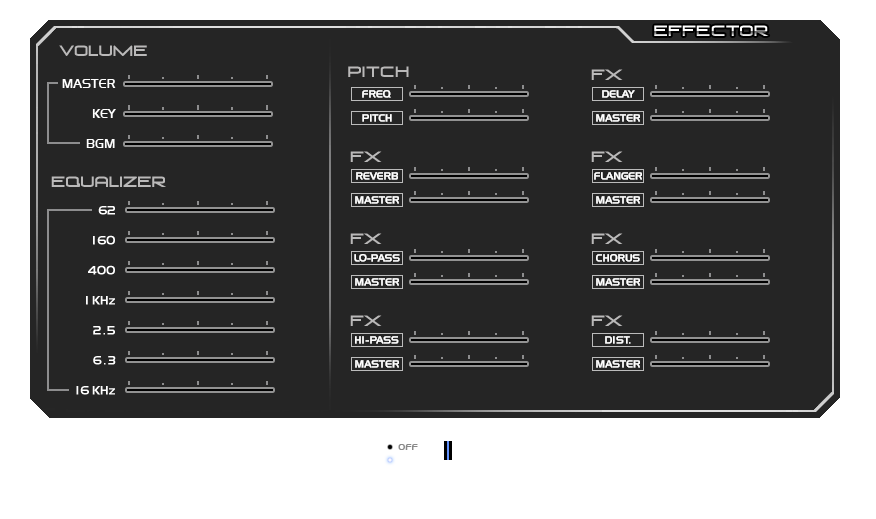 EFFECTOR
VOLUME
MASTER
KEY
BGM
EQUALIZER
62
160
400
1 KHz
2.5
6.3
16 KHz
PITCH
FREQ
PITCH
FX
REVERB
MASTER
FX
LO-PASS
MASTER
FX
HI-PASS
MASTER
FX
DELAY
MASTER
FX
FLANGER
MASTER
FX
CHORUS
MASTER
FX
DIST.
MASTER
OFF